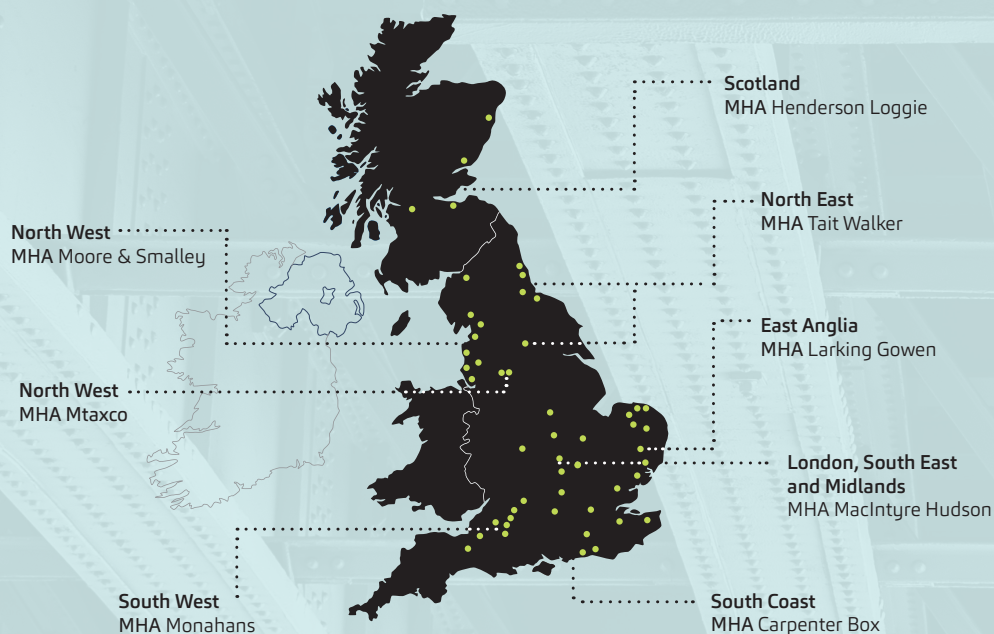 Scotland
MHA Henderson Loggie
North East
MHA Tait Walker
North West
MHA Moore & Smalley
East Anglia
MHA Larking Gowen
North West
MHA Mtaxco
London, South East
and Midlands
MHA MacIntyre Hudson
South West
MHA Monahans
South Coast
MHA Carpenter Box